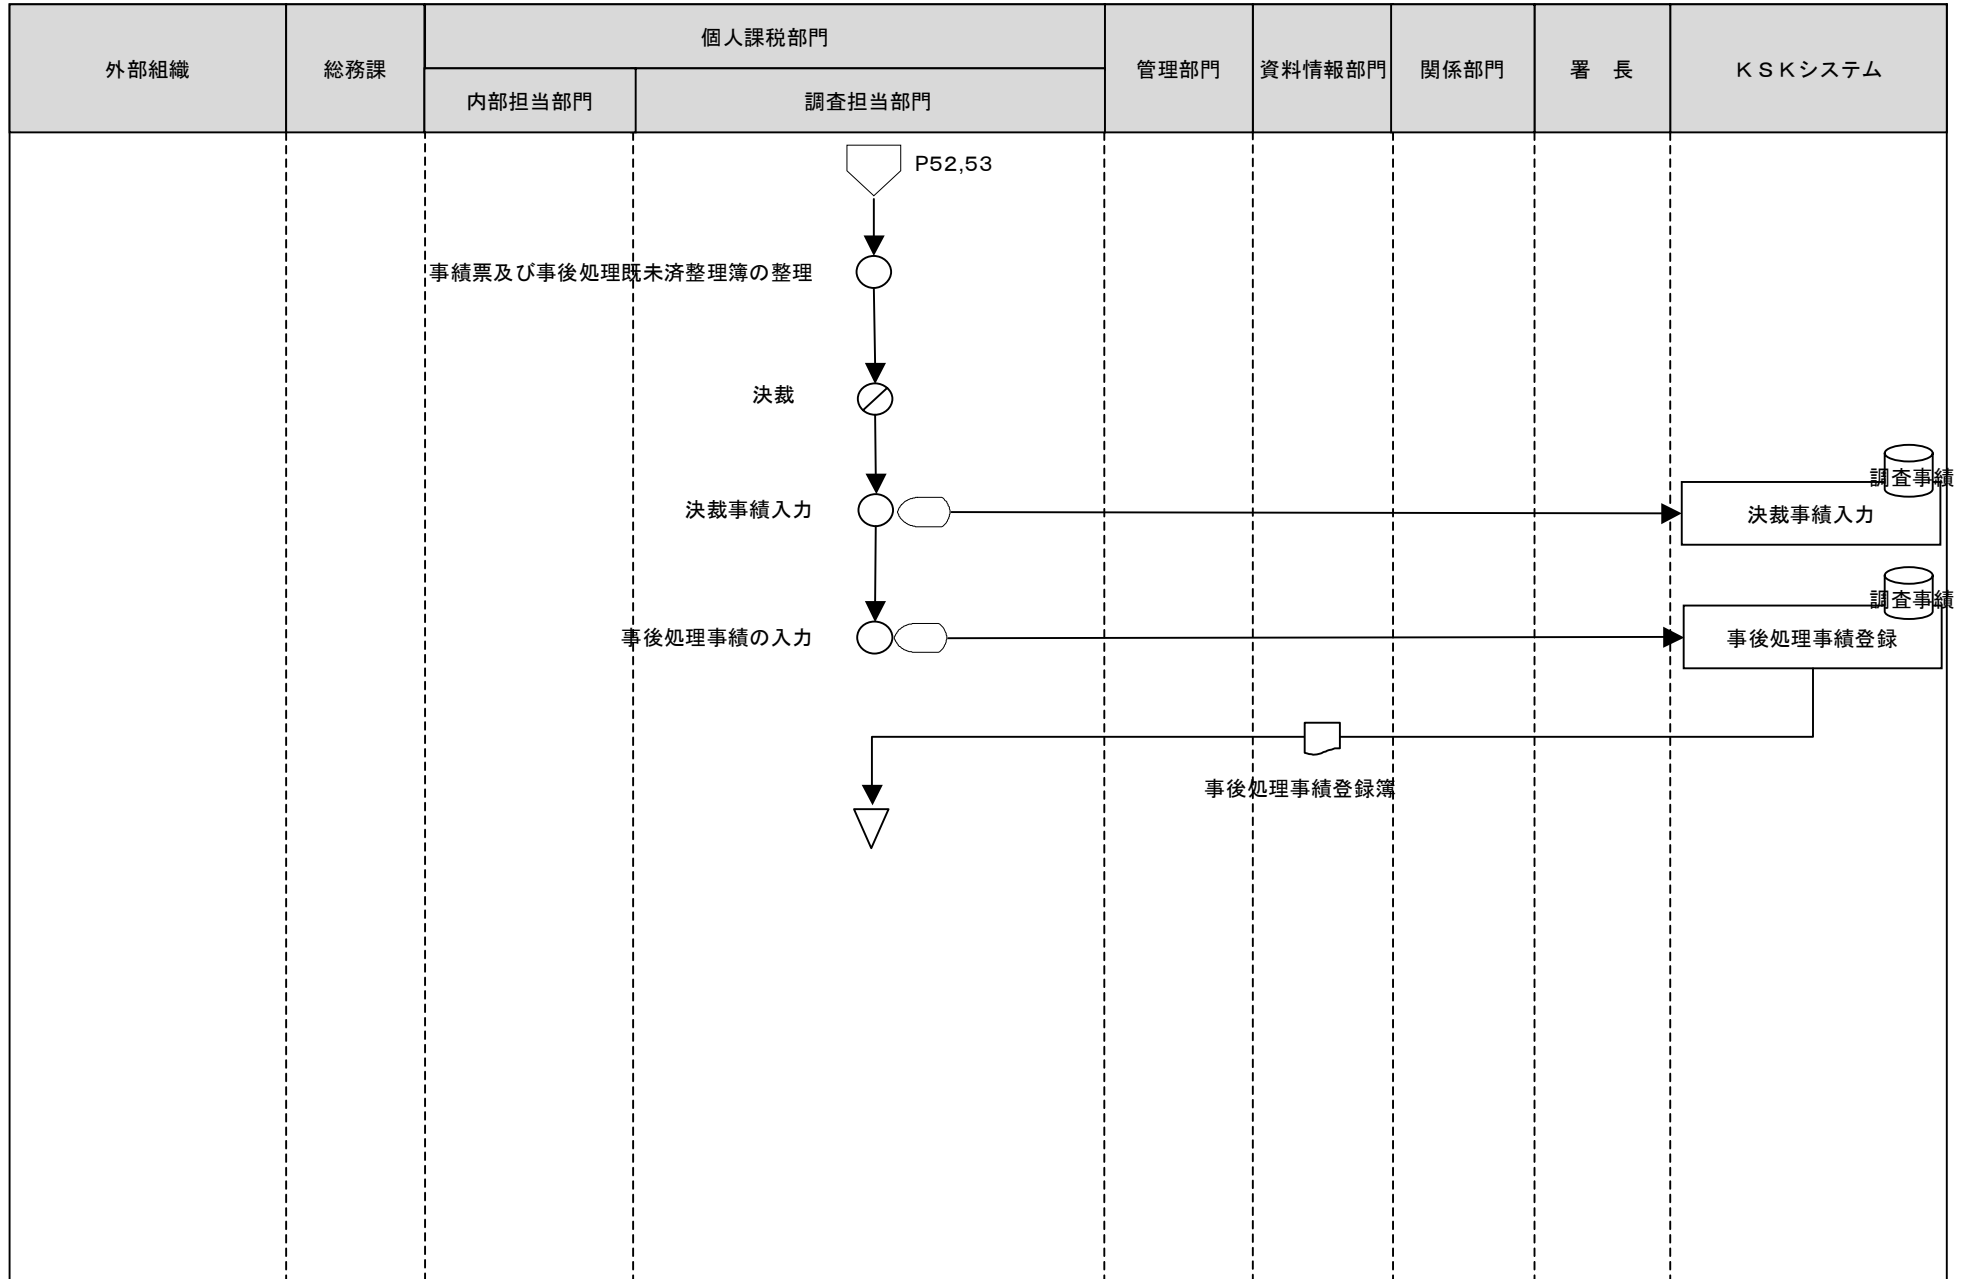 外部組織
総務課
個人課税部門
内部担当部門
調査担当部門
管理部門
資料情報部門
関係部門
署　長
ＫＳＫシステム
P52,53
事績票及び事後処理既未済整理簿の整理
決裁
決裁事績入力
調査事績
決裁事績入力
事後処理事績の入力
調査事績
事後処理事績登録
事後処理事績登録簿